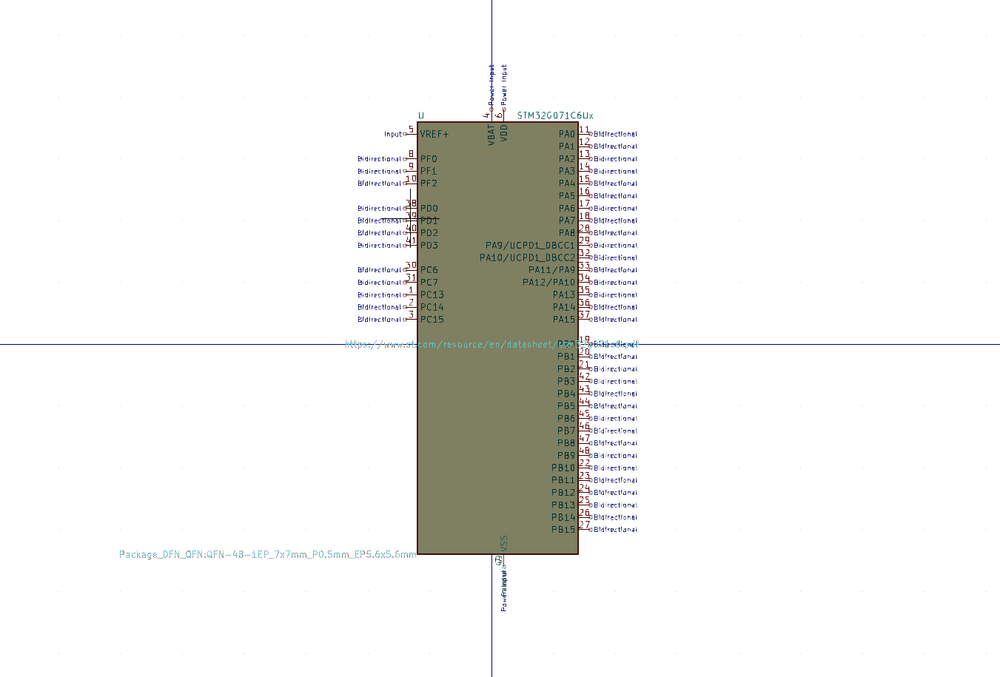 Power Input Power Input
4 6
U STM32G071C6Ux
VBAT VDD
Input 5 VREF+ PA0 11 Bidirectional
PA1 12 Bidirectional
Bidirectional 8 PF0 PA2 13 Bidirectional
Bidirectional 9 PF1 PA3 14 Bidirectional
Bidirectional 10 PF2 PA4 15 Bidirectional
PA5 16 Bidirectional
Bidirectional 38 PD0 PA6 17 Bidirectional
Bidirectional 39 PD1 PA7 18 Bidirectional
Bidirectional 40 PD2 PA8 28 Bidirectional
Bidirectional 41 PD3 PA9/UCPD1_DBCC1 29 Bidirectional
PA10/UCPD1_DBCC2 32 Bidirectional
Bidirectional 30 PC6 PA11/PA9 33 Bidirectional
Bidirectional 31 PC7 PA12/PA10 34 Bidirectional
Bidirectional 1 PC13 PA13 35 Bidirectional
Bidirectional 2 PC14 PA14 36 Bidirectional
Bidirectional 3 PC15 PA15 37 Bidirectional
https://www.st.com/resource/en/datasheet/ PB0 19
PB1 20 Bidirectional
PB2 21 Bidirectional
PB3 42 Bidirectional
PB4 43 Bidirectional
PB5 44 Bidirectional
PB6 45 Bidirectional
PB7 46 Bidirectional
PB8 47 Bidirectional
PB9 48 Bidirectional
PB10 22 Bidirectional
PB11 23 Bidirectional
PB12 24 Bidirectional
PB13 25 Bidirectional
PB14 26 Bidirectional
PB15 27 Bidirectional
VSS
Package_DFN_QFN:QFN-48-1EP_7x7mm_P0.5mm_EP5.6x5.6mm